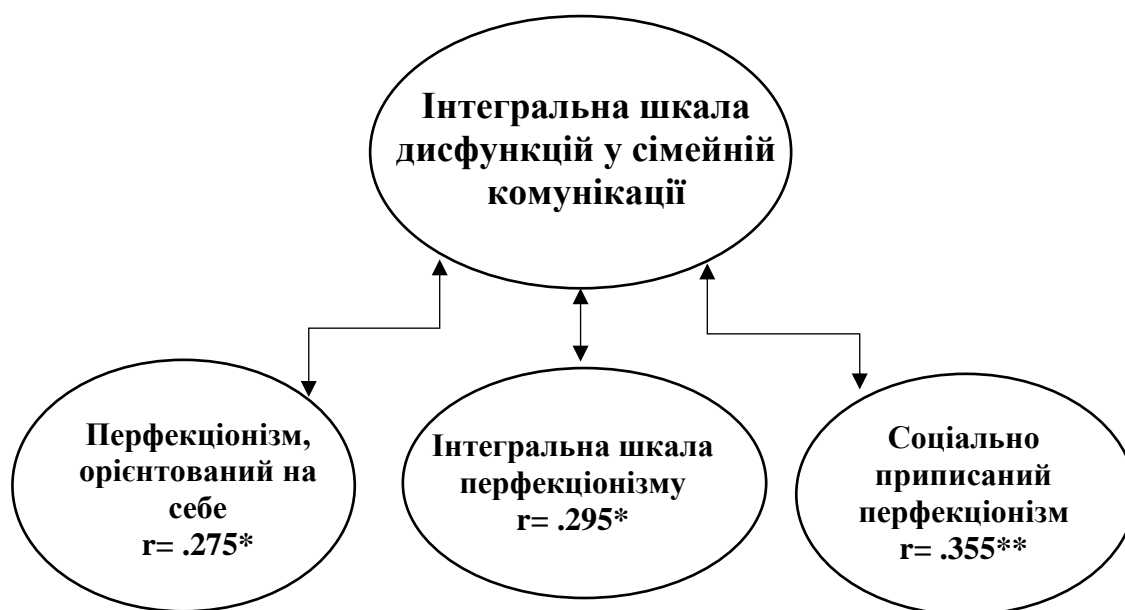 Інтегральна шкала
дисфункцій у сімейній
комунікації
Перфекціонізм,
орієнтований на
себе
r= .275*
Інтегральна шкала
перфекціонізму
r= .295*
Соціально
приписаний
перфекціонізм
r= .355**